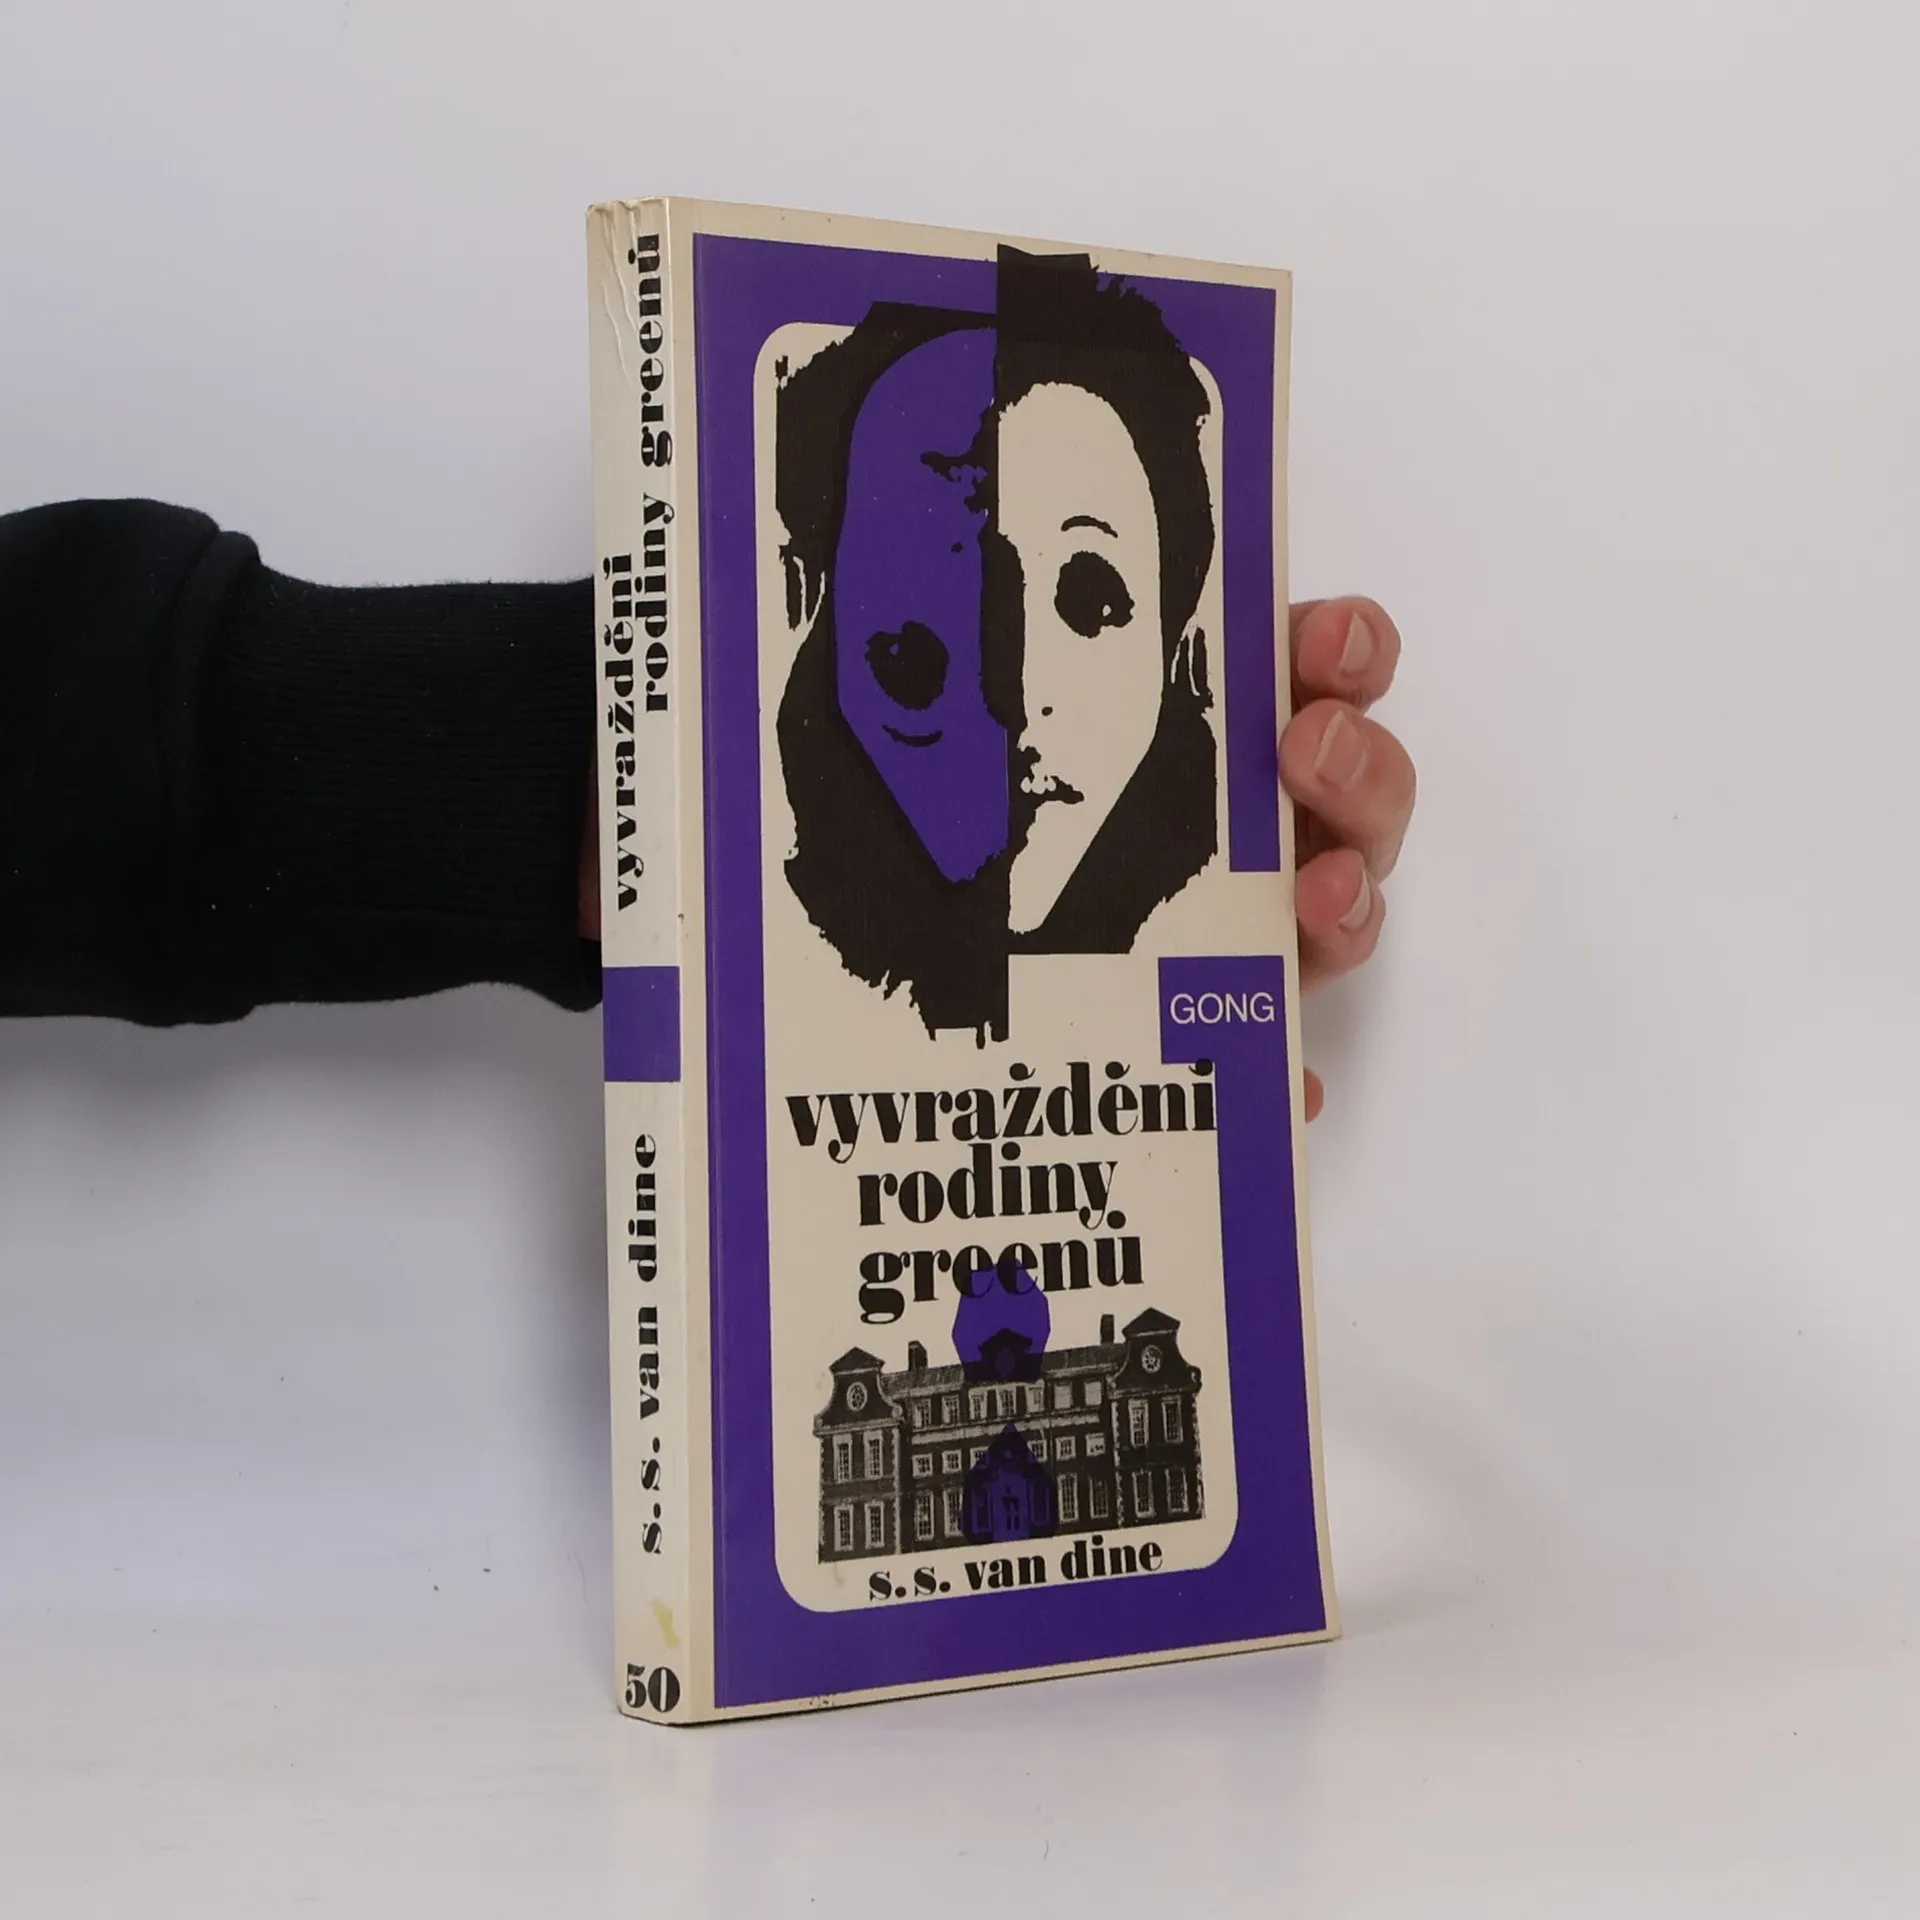 vyvraždění
rodiny greenů
s.s. van dine
50
GONG
vyvraždění
rodiny
greenů
s.s. van dine